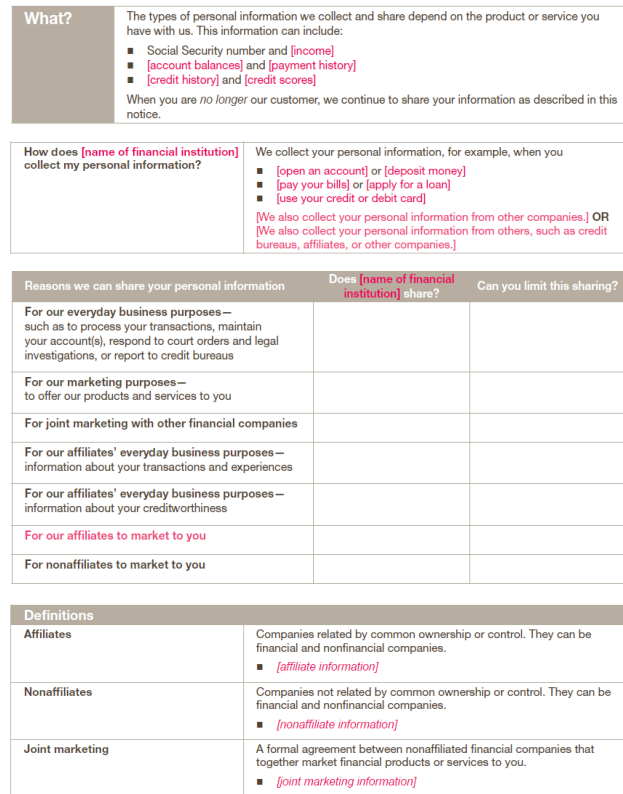 What?
The types of personal information we collect and share depend on the product or service you
have with us. This information can include:
■ Social Security number and [income]
■ [account balances] and [payment history]
■ [credit history] and [credit scores]
When you are no longer our customer, we continue to share your information as described in this
notice.
How does [name of financial institution]
collect my personal information?
We collect your personal information, for example, when you
■ [open an account] or [deposit money]
■ [pay your bills] or [apply for a loan]
■ [use your credit or debit card]
[We also collect your personal information from other companies.] OR
[We also collect your personal information from others, such as credit
bureaus, affiliates, or other companies.]
Reasons we can share your personal information
Does [name of financial
institution] share?
Can you limit this sharing?
For our everyday business purposes—
such as to process your transactions, maintain
your account(s), respond to court orders and legal
investigations, or report to credit bureaus
For our marketing purposes—
to offer our products and services to you
For joint marketing with other financial companies
For our affiliates’ everyday business purposes—
information about your transactions and experiences
For our affiliates’ everyday business purposes—
information about your creditworthiness
For our affiliates to market to you
For nonaffiliates to market to you
Definitions
Affiliates
Companies related by common ownership or control. They can be
financial and nonfinancial companies.
■ [affiliate information]
Nonaffiliates
Companies not related by common ownership or control. They can be
financial and nonfinancial companies.
■ [nonaffiliate information]
Joint marketing
A formal agreement between nonaffiliated financial companies that
together market financial products or services to you.
■ [joint marketing information]